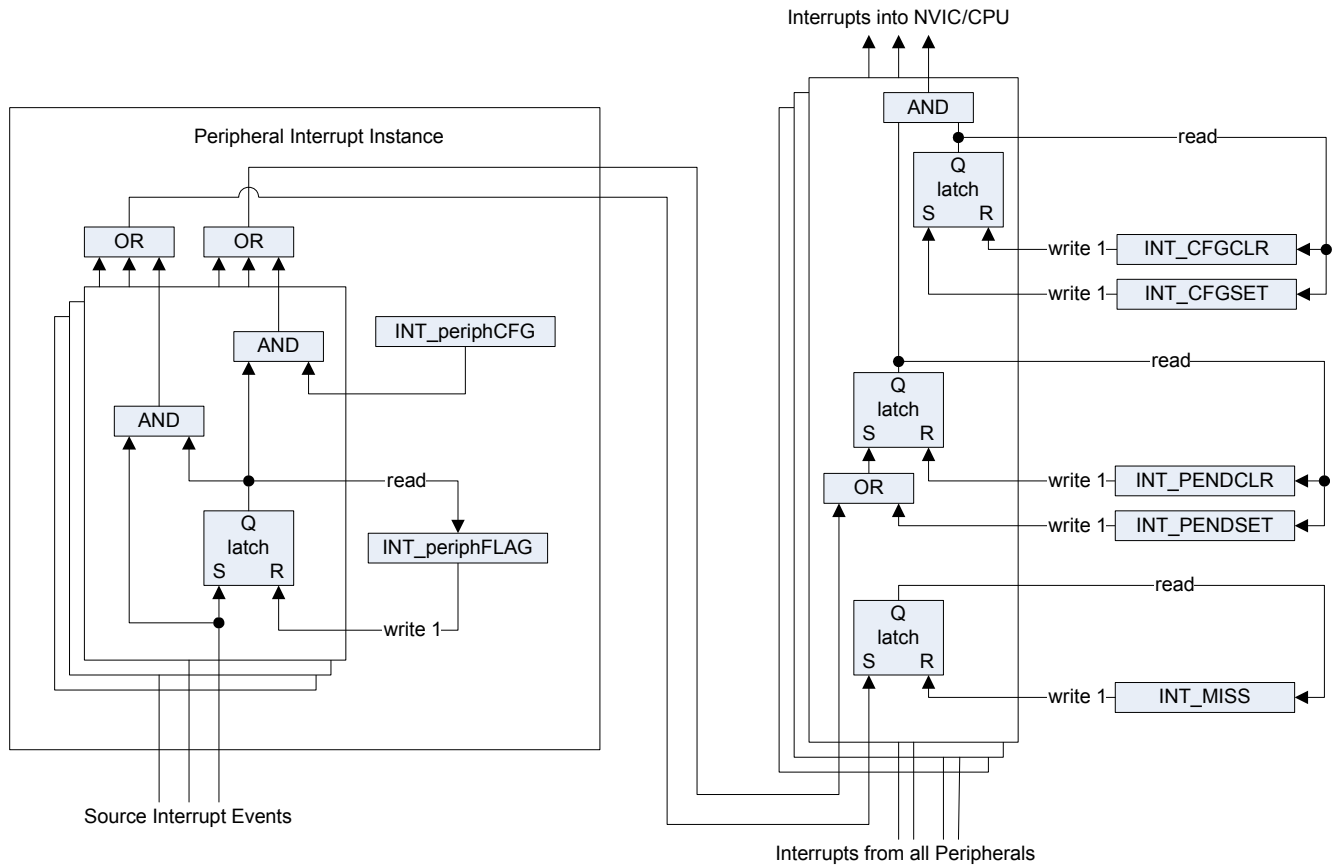 Interrupts into NVIC/CPU
Peripheral Interrupt Instance
OR
OR
AND
INT_periphCFG
AND
read
Q
latch
S R
INT_periphFLAG
write 1
Source Interrupt Events
AND
read
Q
latch
S R
write 1
INT_CFGCLR
write 1
INT_CFGSET
read
Q
latch
S R
OR
write 1
INT_PENDCLR
write 1
INT_PENDSET
read
Q
latch
S R
write 1
INT_MISS
Interrupts from all Peripherals